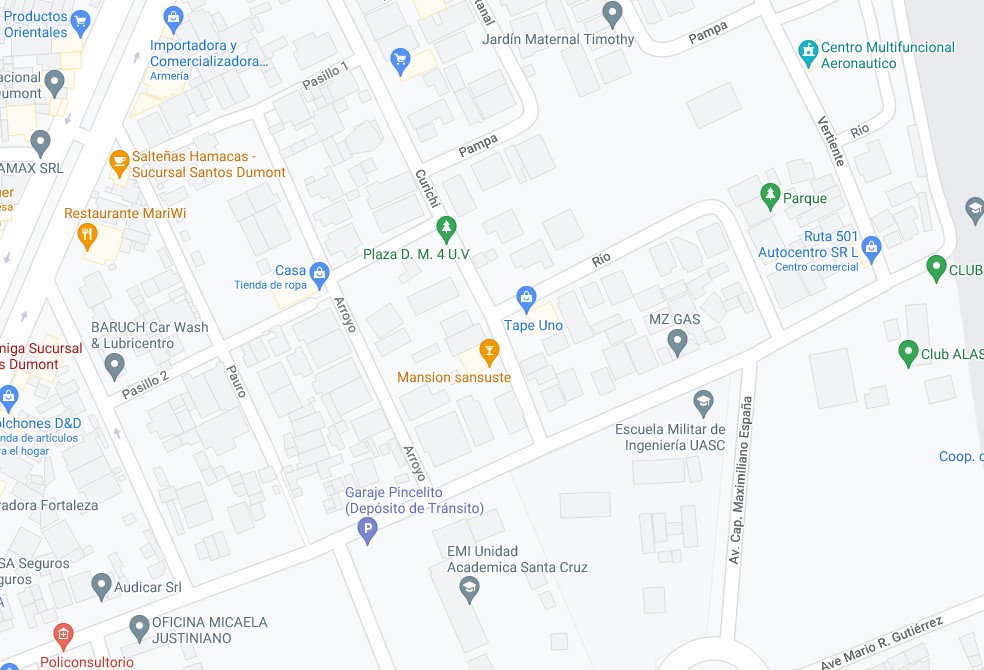 Productos
Orientales
Importadora y
Comercializadora...
Armería
Pasillo 1
Jardín Maternal Timothy
Pampa
Centro Multifuncional
Aeronautico
Vertiente
Río
Pampa
Curichi
AMAX SRL
Salteñas Hamacas -
Sucursal Santos Dumont
Restaurante MariWi
Parque
Plaza D. M. 4 U.V
Ruta 501
Autocentro SR L
Centro comercial
CLUB
Río
Casa
Tienda de ropa
Arroyo
Tape Uno
MZ GAS
BARUCH Car Wash
& Lubricentro
Club ALAS
Sucursal
Dumont
Mansion sansuste
Pasillo 2
Pauro
olchones D&D
nda de artículos
ra el hogar
Escuela Militar de
Ingeniería UASC
Av. Cap. Maximiliano España
Arroyo
Coop.
Garaje Pincelito
(Depósito de Tránsito)
radora Fortaleza
EMI Unidad
Academica Santa Cruz
SA Seguros
guros
Audicar Srl
OFICINA MICAELA
JUSTINIANO
Policonsultorio
Ave Mario R. Gutiérrez